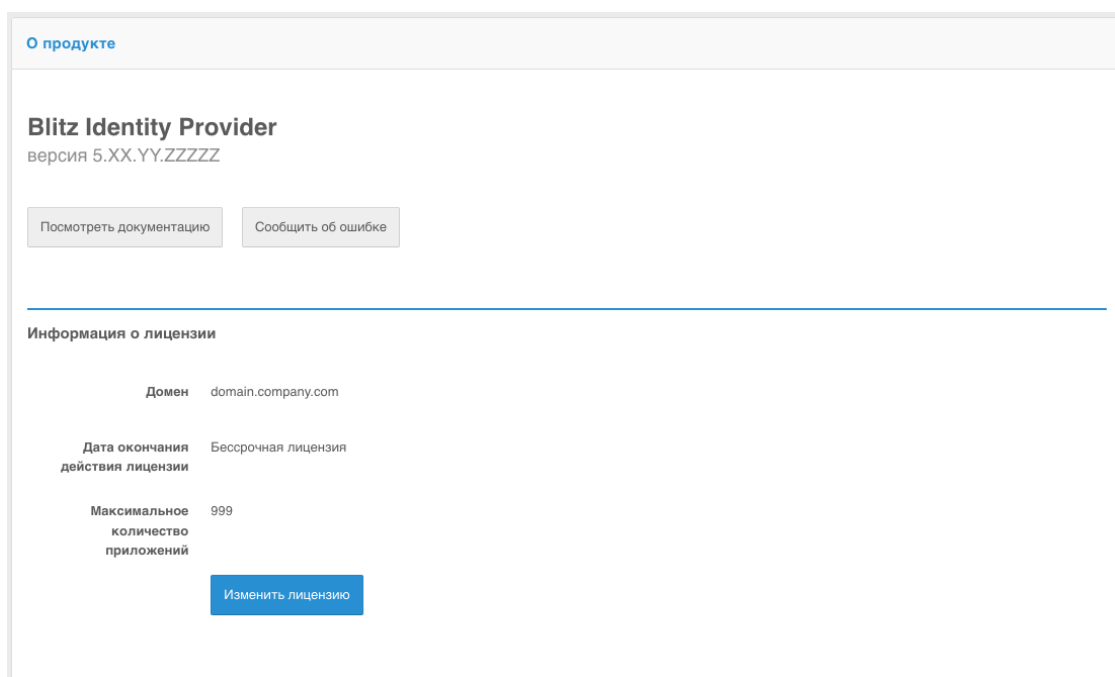 О продукте
Blitz Identity Provider
версия 5.XX.YY.ZZZZZ
Посмотреть документацию
Сообщить об ошибке
Информация о лицензии
Домен domain.company.com
Дата окончания Бессрочная лицензия
действия лицензии
Максимальное 999
количество
приложений
Изменить лицензию